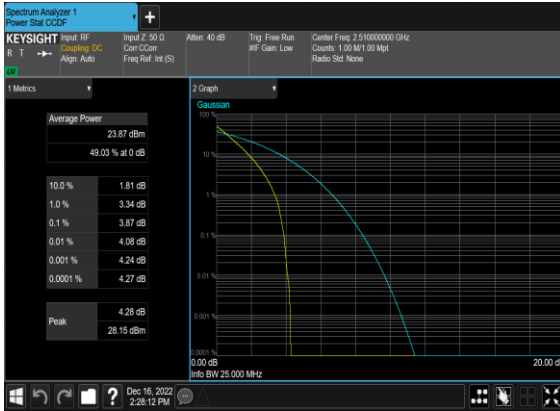 Spectrum Analyzer 1
Power Stat CCDF
KEYSIGHT
R T
Input: RF
Coupling: DC
Align: Auto
Input Z: 50 Ω
Corr CCorr
Freq Ref: Int (S)
Atten: 40 dB
Trig: Free Run
#IF Gain: Low
Center Freq: 2.510000000 GHz
Counts: 1.00 M/1.00 Mpt
Radio Std: None
1 Metrics
Average Power
23.87 dBm
49.03 % at 0 dB
10.0 % 1.81 dB
1.0 % 3.34 dB
0.1 % 3.87 dB
0.01 % 4.08 dB
0.001 % 4.24 dB
0.0001 % 4.27 dB
Peak
4.28 dB
28.15 dBm
2 Graph
Gaussian
100 %
10 %
1 %
0.1 %
0.01 %
0.001 %
0.0001 %
0.00 dB
20.00 d
Info BW 25.000 MHz
?
Dec 16, 2022
2:28:12 PM